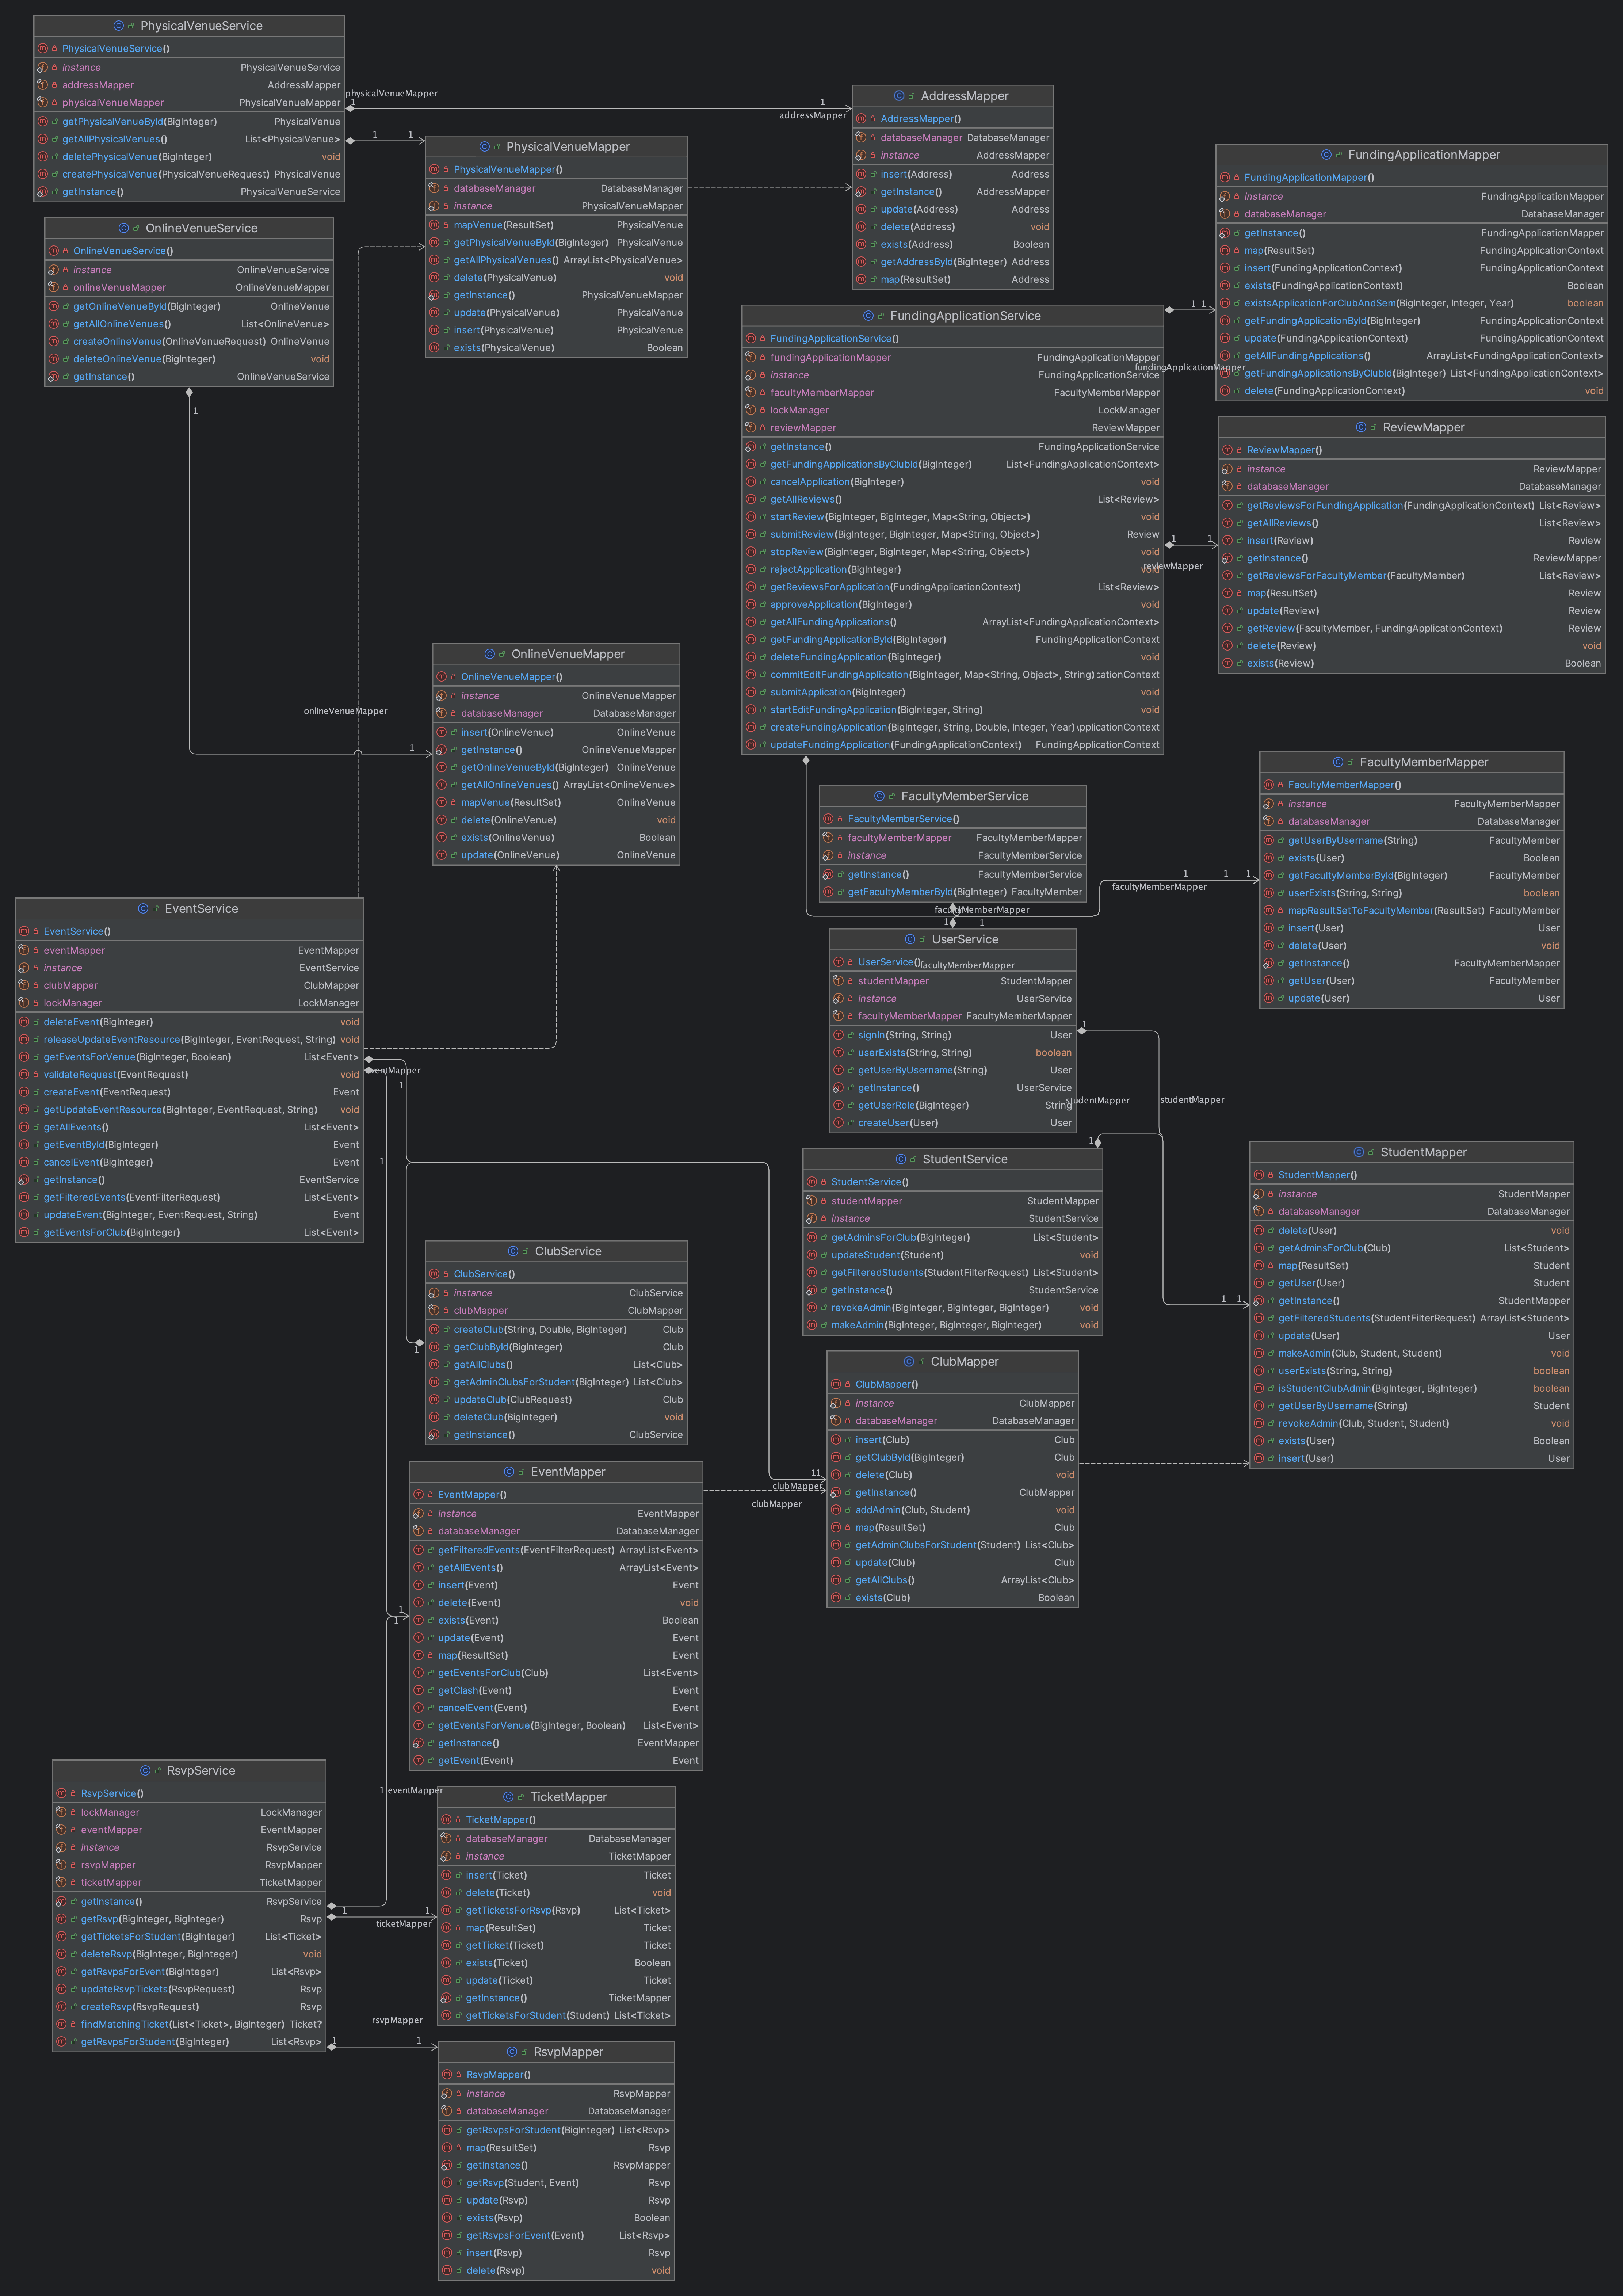 PhysicalVenueService
PhysicalVenueService()
instance PhysicalVenueService
addressMapper AddressMapper
physicalVenueMapper PhysicalVenueMapper
getPhysicalVenueById(BigInteger) PhysicalVenue
getAllPhysicalVenues() List<PhysicalVenue>
deletePhysicalVenue(BigInteger) void
createPhysicalVenue(PhysicalVenueRequest) PhysicalVenue
getInstance() PhysicalVenueService
physicalVenueMapper
1
1
addressMapper
1 1
AddressMapper
AddressMapper()
databaseManager DatabaseManager
instance AddressMapper
insert(Address) Address
getInstance() AddressMapper
update(Address) Address
delete(Address) void
exists(Address) Boolean
getAddressById(BigInteger) Address
map(ResultSet) Address
PhysicalVenueMapper
PhysicalVenueMapper()
databaseManager DatabaseManager
instance PhysicalVenueMapper
mapVenue(ResultSet) PhysicalVenue
getPhysicalVenueById(BigInteger) PhysicalVenue
getAllPhysicalVenues() ArrayList<PhysicalVenue>
delete(PhysicalVenue) void
getInstance() PhysicalVenueMapper
update(PhysicalVenue) PhysicalVenue
insert(PhysicalVenue) PhysicalVenue
exists(PhysicalVenue) Boolean
FundingApplicationMapper
FundingApplicationMapper()
instance FundingApplicationMapper
databaseManager DatabaseManager
getInstance() FundingApplicationMapper
map(ResultSet) FundingApplicationContext
insert(FundingApplicationContext) FundingApplicationContext
exists(FundingApplicationContext) Boolean
existsApplicationForClubAndSem(BigInteger, Integer, Year) boolean
getFundingApplicationById(BigInteger) FundingApplicationContext
update(FundingApplicationContext) FundingApplicationContext
getAllFundingApplications() ArrayList<FundingApplicationContext>
getFundingApplicationsByClubId(BigInteger) List<FundingApplicationContext>
delete(FundingApplicationContext) void
OnlineVenueService
OnlineVenueService()
instance OnlineVenueService
onlineVenueMapper OnlineVenueMapper
getOnlineVenueById(BigInteger) OnlineVenue
getAllOnlineVenues() List<OnlineVenue>
createOnlineVenue(OnlineVenueRequest) OnlineVenue
deleteOnlineVenue(BigInteger) void
getInstance() OnlineVenueService
1
onlineVenueMapper
1
FundingApplicationService
FundingApplicationService()
fundingApplicationMapper FundingApplicationMapper
instance FundingApplicationService
facultyMemberMapper FacultyMemberMapper
lockManager LockManager
reviewMapper ReviewMapper
getInstance() FundingApplicationService
getFundingApplicationsByClubId(BigInteger) List<FundingApplicationContext>
cancelApplication(BigInteger) void
getAllReviews() List<Review>
startReview(BigInteger, BigInteger, Map<String, Object>) void
submitReview(BigInteger, BigInteger, Map<String, Object>) Review
stopReview(BigInteger, BigInteger, Map<String, Object>) void
rejectApplication(BigInteger) void
getReviewsForApplication(FundingApplicationContext) List<Review>
approveApplication(BigInteger) void
getAllFundingApplications() ArrayList<FundingApplicationContext>
getFundingApplicationById(BigInteger) FundingApplicationContext
deleteFundingApplication(BigInteger) void
commitEditFundingApplication(BigInteger, Map<String, Object>, String) cationContext
submitApplication(BigInteger) void
startEditFundingApplication(BigInteger, String) void
createFundingApplication(BigInteger, String, Double, Integer, Year) applicationContext
updateFundingApplication(FundingApplicationContext) FundingApplicationContext
1 1
fundingApplicationMapper
1 1
reviewMapper
ReviewMapper
ReviewMapper()
instance ReviewMapper
databaseManager DatabaseManager
getReviewsForFundingApplication(FundingApplicationContext) List<Review>
getAllReviews() List<Review>
insert(Review) Review
getInstance() ReviewMapper
getReviewsForFacultyMember(FacultyMember) List<Review>
map(ResultSet) Review
update(Review) Review
getReview(FacultyMember, FundingApplicationContext) Review
delete(Review) void
exists(Review) Boolean
OnlineVenueMapper
OnlineVenueMapper()
instance OnlineVenueMapper
databaseManager DatabaseManager
insert(OnlineVenue) OnlineVenue
getInstance() OnlineVenueMapper
getOnlineVenueById(BigInteger) OnlineVenue
getAllOnlineVenues() ArrayList<OnlineVenue>
mapVenue(ResultSet) OnlineVenue
delete(OnlineVenue) void
exists(OnlineVenue) Boolean
update(OnlineVenue) OnlineVenue
FacultyMemberService
FacultyMemberService()
facultyMemberMapper FacultyMemberMapper
instance FacultyMemberService
getInstance() FacultyMemberService
getFacultyMemberById(BigInteger) FacultyMember
facultyMemberMapper
1 1
1 1 1
facultyMemberMapper
FacultyMemberMapper
FacultyMemberMapper()
instance FacultyMemberMapper
databaseManager DatabaseManager
getUserByUsername(String) FacultyMember
exists(User) Boolean
getFacultyMemberById(BigInteger) FacultyMember
userExists(String, String) boolean
mapResultSetToFacultyMember(ResultSet) FacultyMember
insert(User) User
delete(User) void
getInstance() FacultyMemberMapper
getUser(User) FacultyMember
update(User) User
UserService
UserService()
facultyMemberMapper
studentMapper StudentMapper
instance UserService
facultyMemberMapper FacultyMemberMapper
signIn(String, String) User
userExists(String, String) boolean
getUserByUsername(String) User
getInstance() UserService
getUserRole(BigInteger) String
createUser(User) User
1
studentMapper
studentMapper
1
1 1
EventService
EventService()
eventMapper EventMapper
instance EventService
clubMapper ClubMapper
lockManager LockManager
deleteEvent(BigInteger) void
releaseUpdateEventResource(BigInteger, EventRequest, String) void
getEventsForVenue(BigInteger, Boolean) List<Event>
validateRequest(EventRequest) void
createEvent(EventRequest) Event
getUpdateEventResource(BigInteger, EventRequest, String) void
getAllEvents() List<Event>
getEventById(BigInteger) Event
cancelEvent(BigInteger) Event
getInstance() EventService
getFilteredEvents(EventFilterRequest) List<Event>
updateEvent(BigInteger, EventRequest, String) Event
getEventsForClub(BigInteger) List<Event>
eventMapper
1
1
StudentService
StudentService()
studentMapper StudentMapper
instance StudentService
getAdminsForClub(BigInteger) List<Student>
updateStudent(Student) void
getFilteredStudents(StudentFilterRequest) List<Student>
getInstance() StudentService
revokeAdmin(BigInteger, BigInteger, BigInteger) void
makeAdmin(BigInteger, BigInteger, BigInteger) void
StudentMapper
StudentMapper()
instance StudentMapper
databaseManager DatabaseManager
delete(User) void
getAdminsForClub(Club) List<Student>
map(ResultSet) Student
getUser(User) Student
getInstance() StudentMapper
getFilteredStudents(StudentFilterRequest) ArrayList<Student>
update(User) User
makeAdmin(Club, Student, Student) void
userExists(String, String) boolean
isStudentClubAdmin(BigInteger, BigInteger) boolean
getUserByUsername(String) Student
revokeAdmin(Club, Student, Student) void
exists(User) Boolean
insert(User) User
ClubService
ClubService()
instance ClubService
clubMapper ClubMapper
createClub(String, Double, BigInteger) Club
getClubById(BigInteger) Club
getAllClubs() List<Club>
getAdminClubsForStudent(BigInteger) List<Club>
updateClub(ClubRequest) Club
deleteClub(BigInteger) void
getInstance() ClubService
1
ClubMapper
ClubMapper()
instance ClubMapper
databaseManager DatabaseManager
insert(Club) Club
getClubById(BigInteger) Club
delete(Club) void
getInstance() ClubMapper
addAdmin(Club, Student) void
map(ResultSet) Club
getAdminClubsForStudent(Student) List<Club>
update(Club) Club
getAllClubs() ArrayList<Club>
exists(Club) Boolean
11
clubMapper
clubMapper
EventMapper
EventMapper()
instance EventMapper
databaseManager DatabaseManager
getFilteredEvents(EventFilterRequest) ArrayList<Event>
getAllEvents() ArrayList<Event>
insert(Event) Event
delete(Event) void
exists(Event) Boolean
update(Event) Event
map(ResultSet) Event
getEventsForClub(Club) List<Event>
getClash(Event) Event
cancelEvent(Event) Event
getEventsForVenue(BigInteger, Boolean) List<Event>
getInstance() EventMapper
getEvent(Event) Event
1
1
RsvpService
RsvpService()
lockManager LockManager
eventMapper EventMapper
instance RsvpService
rsvpMapper RsvpMapper
ticketMapper TicketMapper
getInstance() RsvpService
getRsvp(BigInteger, BigInteger) Rsvp
getTicketsForStudent(BigInteger) List<Ticket>
deleteRsvp(BigInteger, BigInteger) void
getRsvpsForEvent(BigInteger) List<Rsvp>
updateRsvpTickets(RsvpRequest) Rsvp
createRsvp(RsvpRequest) Rsvp
findMatchingTicket(List<Ticket>, BigInteger) Ticket?
getRsvpsForStudent(BigInteger) List<Rsvp>
1 eventMapper
1 1
ticketMapper
rsvpMapper
1 1
TicketMapper
TicketMapper()
databaseManager DatabaseManager
instance TicketMapper
insert(Ticket) Ticket
delete(Ticket) void
getTicketsForRsvp(Rsvp) List<Ticket>
map(ResultSet) Ticket
getTicket(Ticket) Ticket
exists(Ticket) Boolean
update(Ticket) Ticket
getInstance() TicketMapper
getTicketsForStudent(Student) List<Ticket>
RsvpMapper
RsvpMapper()
instance RsvpMapper
databaseManager DatabaseManager
getRsvpsForStudent(BigInteger) List<Rsvp>
map(ResultSet) Rsvp
getInstance() RsvpMapper
getRsvp(Student, Event) Rsvp
update(Rsvp) Rsvp
exists(Rsvp) Boolean
getRsvpsForEvent(Event) List<Rsvp>
insert(Rsvp) Rsvp
delete(Rsvp) void